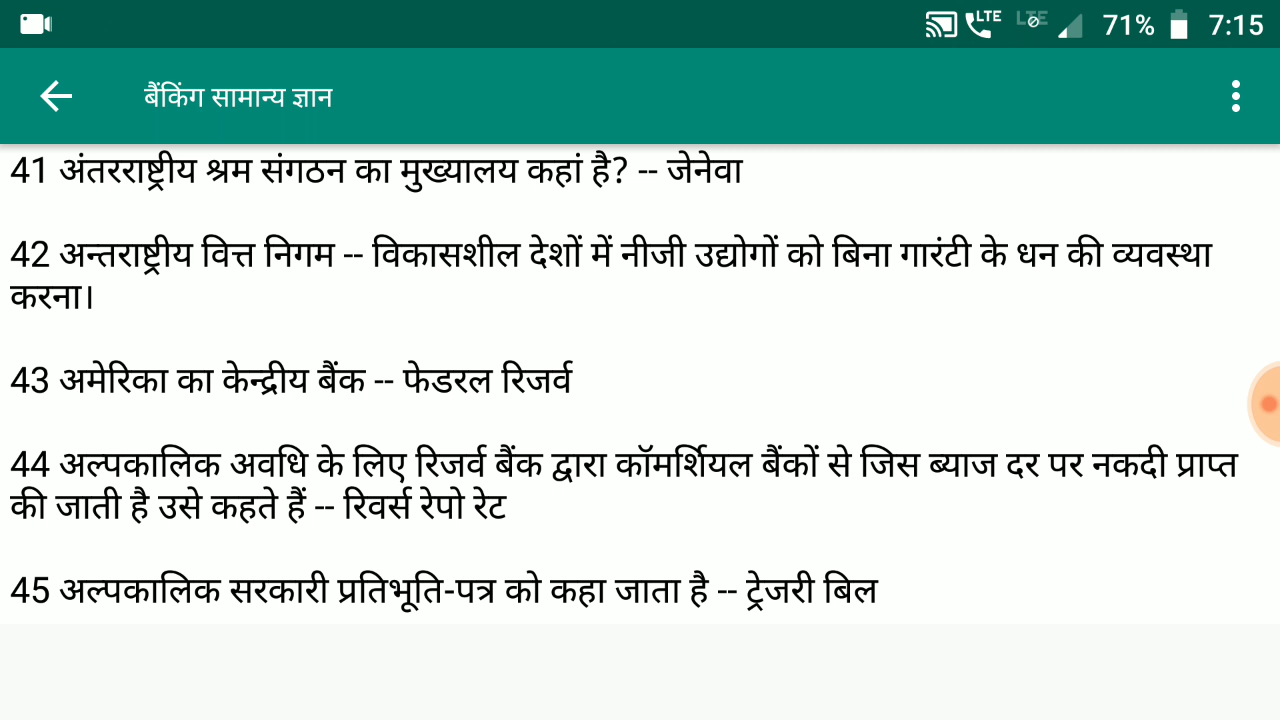 LTE LTE 71% 7:15
बैंकिंग सामान्य ज्ञान
41 अंतरराष्ट्रीय श्रम संगठन का मुख्यालय कहां है? -- जेनेवा
42 अन्तराष्ट्रीय वित्त निगम -- विकासशील देशों में नीजी उद्योगों को बिना गारंटी के धन की व्यवस्था
करना।
43 अमेरिका का केन्द्रीय बैंक -- फेडरल रिजर्व
44 अल्पकालिक अवधि के लिए रिजर्व बैंक द्वारा कॉमर्शियल बैंकों से जिस ब्याज दर पर नकदी प्राप्त
की जाती है उसे कहते हैं -- रिवर्स रेपो रेट
45 अल्पकालिक सरकारी प्रतिभूति-पत्र को कहा जाता है -- ट्रेजरी बिल